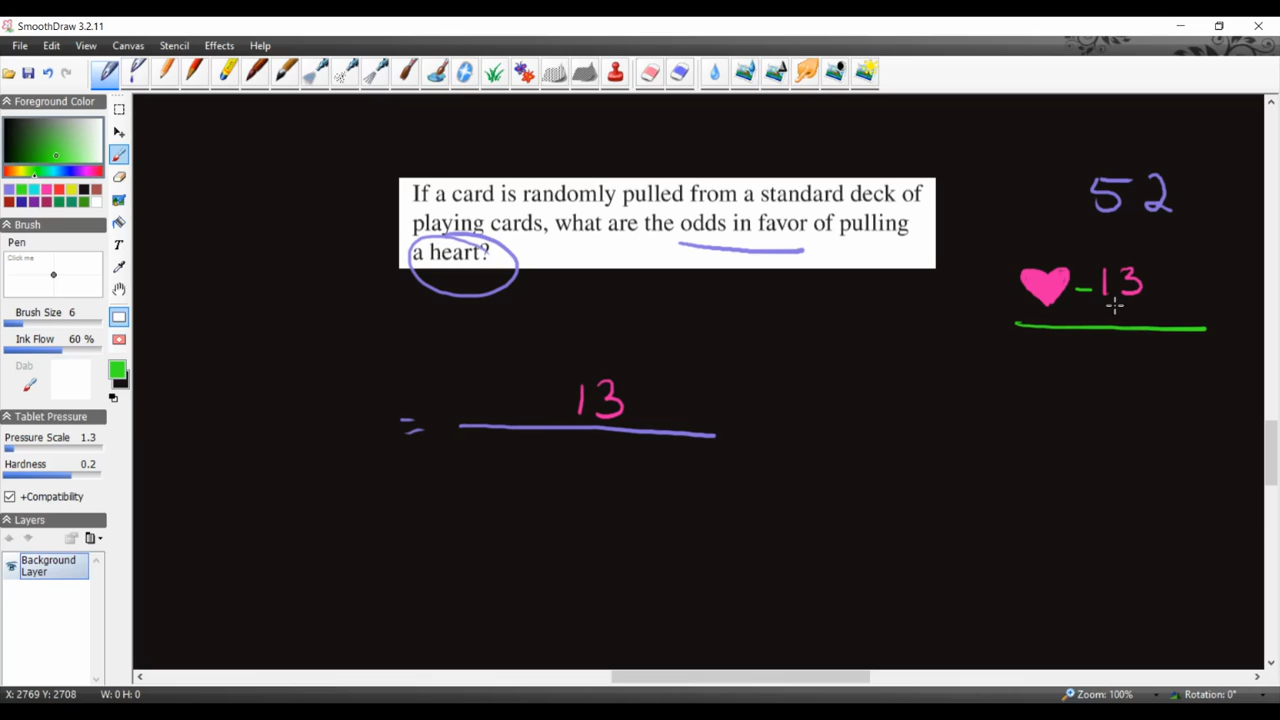 SmoothDraw 3.2.11
File Edit View Canvas Stencil Effects Help
Foreground Color
Brush
Pen
Click me
Brush Size 6
Ink Flow 60 %
Dab
Tablet Pressure
Pressure Scale 1.3
Hardness 0.2
+Compatibility
Layers
Background
Layer
If a card is randomly pulled from a standard deck of
playing cards, what are the odds in favor of pulling
a heart?
52
-13
= 13
X: 2769 Y: 2708 W: 0 H: 0 Zoom: 100% Rotation: 0°